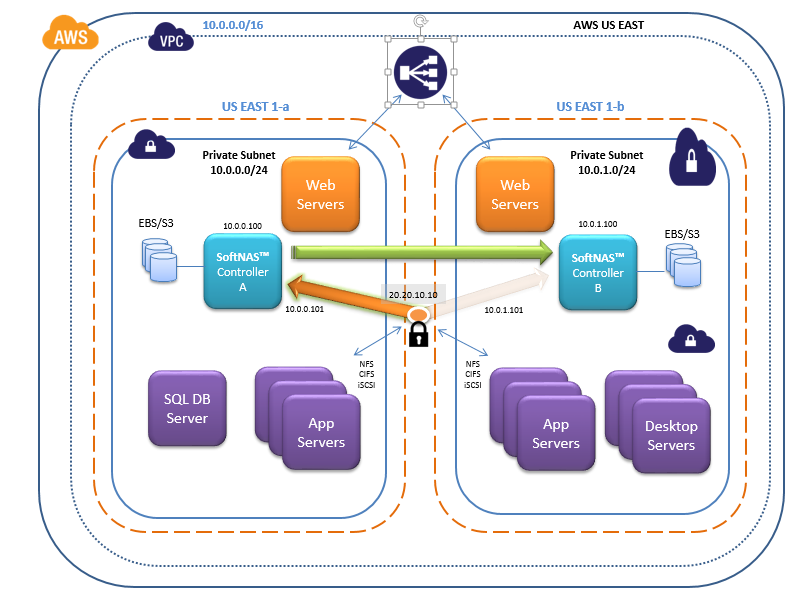 AWS
VPC
10.0.0.0/16
AWS US EAST
US EAST 1-a
US EAST 1-b
Private Subnet
10.0.0.0/24
Web
Servers
EBS/S3
10.0.0.100
SoftNAS™
Controller
A
10.0.0.101
20.20.10.10
NFS
CIFS
iSCSI
SQL DB
Server
App
Servers
Private Subnet
10.0.1.0/24
Web
Servers
10.0.1.100
EBS/S3
SoftNAS™
Controller
B
10.0.1.101
NFS
CIFS
iSCSI
App
Servers
Desktop
Servers